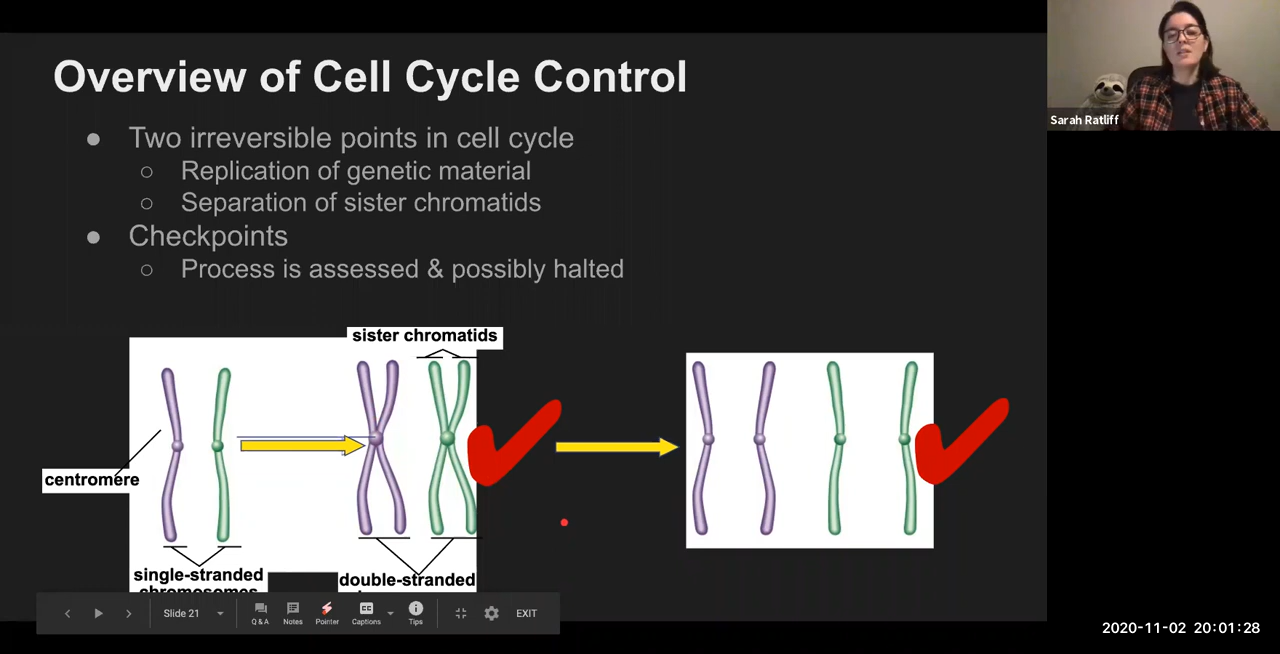 Overview of Cell Cycle Control
Sarah Ratliff
● Two irreversible points in cell cycle
○ Replication of genetic material
○ Separation of sister chromatids
● Checkpoints
○ Process is assessed & possibly halted
sister chromatids
centromere
single-stranded
chromosomes
double-stranded
Slide 21
Q & A
Notes
Pointer
CC
Captions
Tips
EXIT
2020-11-02 20:01:28